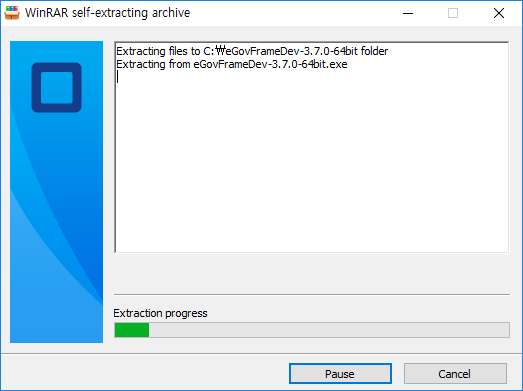 WinRAR self-extracting archive
Extracting files to C:₩eGovFrameDev-3.7.0-64bit folder
Extracting from eGovFrameDev-3.7.0-64bit.exe
Extraction progress
Pause
Cancel